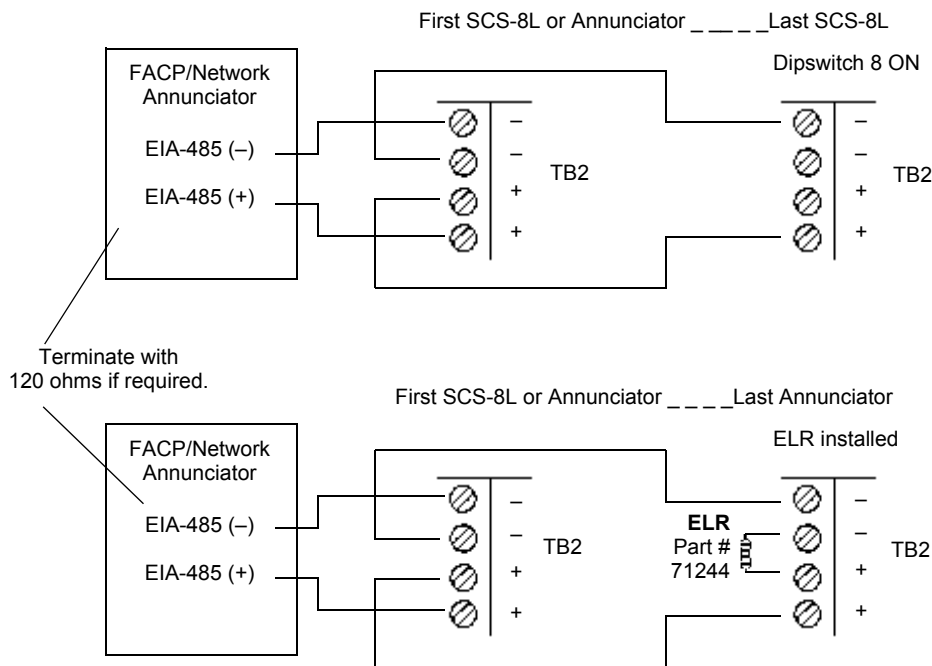 First SCS-8L or Annunciator _ _ _ _ _Last SCS-8L
Dipswitch 8 ON
FACP/Network
Annunciator
EIA-485 (–)
EIA-485 (+)
–
–
+
+
TB2
–
–
+
+
TB2
Terminate with
120 ohms if required.
First SCS-8L or Annunciator _ _ _ _Last Annunciator
ELR installed
FACP/Network
Annunciator
EIA-485 (–)
EIA-485 (+)
–
–
+
+
TB2
ELR
Part #
71244
–
–
+
+
TB2